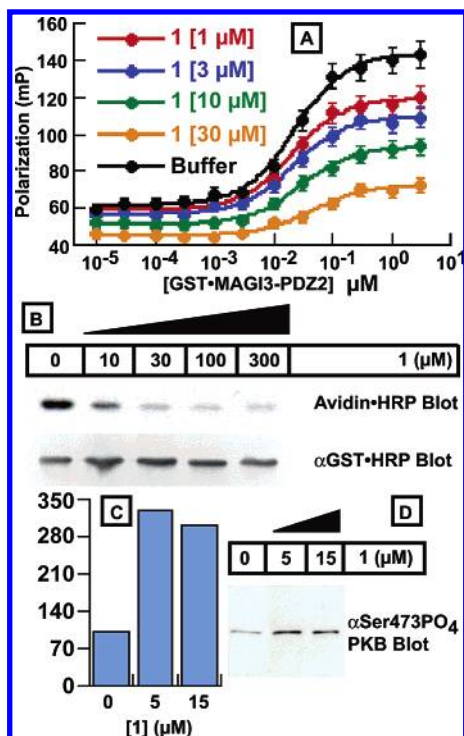 A
1 [1 µM]
1 [3 µM]
1 [10 µM]
1 [30 µM]
Buffer
Polarization (mP)
140
120
100
80
60
40
10⁻⁵ 10⁻⁴ 10⁻³ 10⁻² 10⁻¹ 10⁰ 10¹
[GST•MAGI3-PDZ2] µM
B
0 10 30 100 300 1 (µM)
Avidin•HRP Blot
αGST•HRP Blot
C
350
280
210
140
70
0
0 5 15
[1] (µM)
D
0 5 15 1 (µM)
αSer473PO₄
PKB Blot